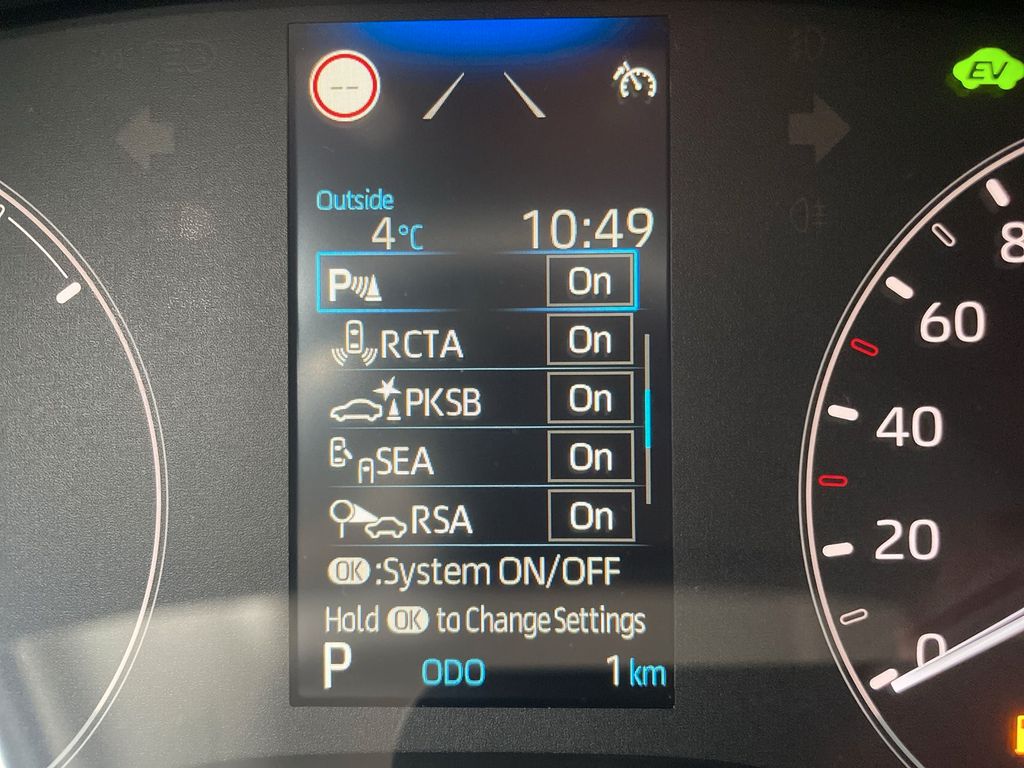 --
EV
Outside
4°C 10:49
P On
RCTA On
PKSB On
SEA On
RSA On
OK :System ON/OFF
Hold OK to Change Settings
P ODO 1 km
8
60
40
20
0